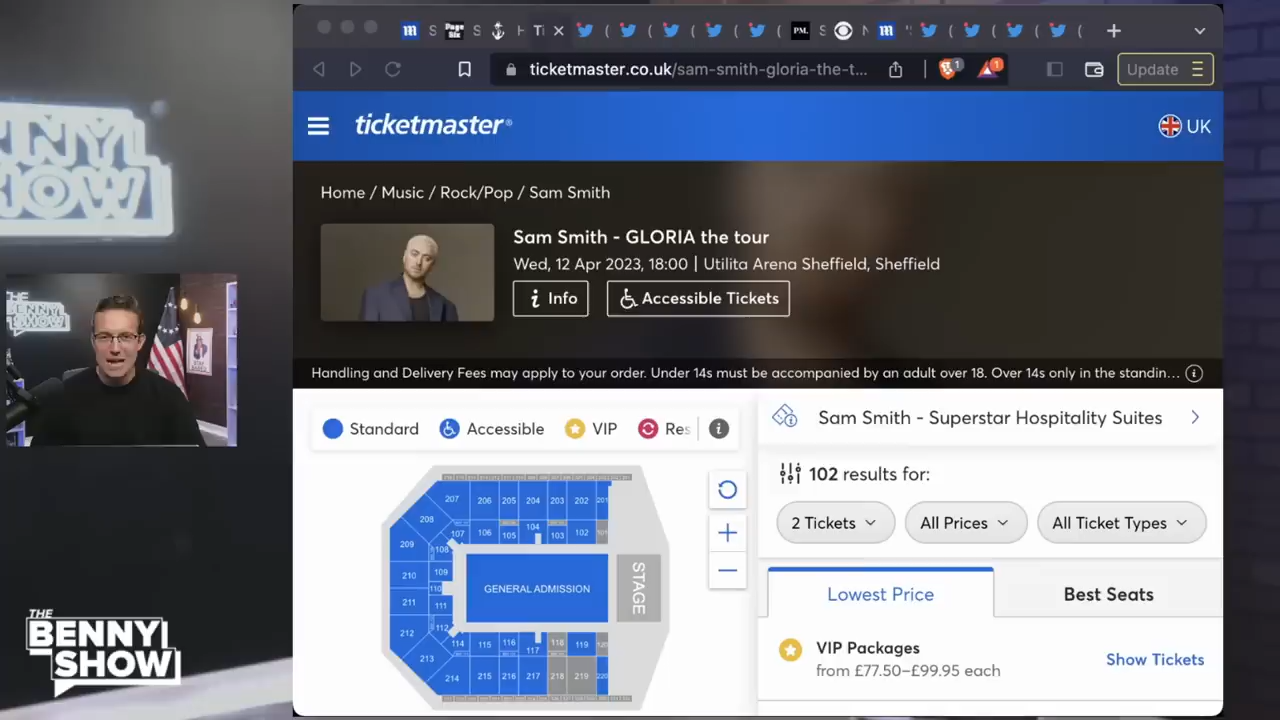 ticketmaster.co.uk/sam-smith-gloria-the-t...
1
1
Update
ticketmaster®
UK
Home / Music / Rock/Pop / Sam Smith
Sam Smith - GLORIA the tour
Wed, 12 Apr 2023, 18:00 | Utilita Arena Sheffield, Sheffield
i Info
Accessible Tickets
Handling and Delivery Fees may apply to your order. Under 14s must be accompanied by an adult over 18. Over 14s only in the standin...
Standard
Accessible
VIP
Res
Sam Smith - Superstar Hospitality Suites
102 results for:
2 Tickets
All Prices
All Ticket Types
Lowest Price
Best Seats
VIP Packages
from £77.50–£99.95 each
Show Tickets
207 206 205 204 203 202 201
208 107 106 105 104 103 102
209 108
210 109
110
211 111
212 112
213 114 115 116 117 118 119
214 215 216 217 218 219
GENERAL ADMISSION
STAGE
THE
BENNY
SHOW